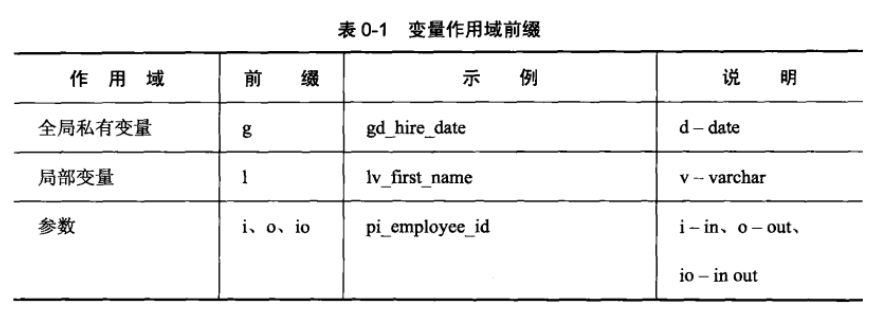 表 0-1 变量作用域前缀
作 用 域 前 缀 示 例 说 明
全局私有变量 g gd_hire_date d – date
局部变量 l lv_first_name v – varchar
参数 i、o、io pi_employee_id i – in、o – out、
io – in out